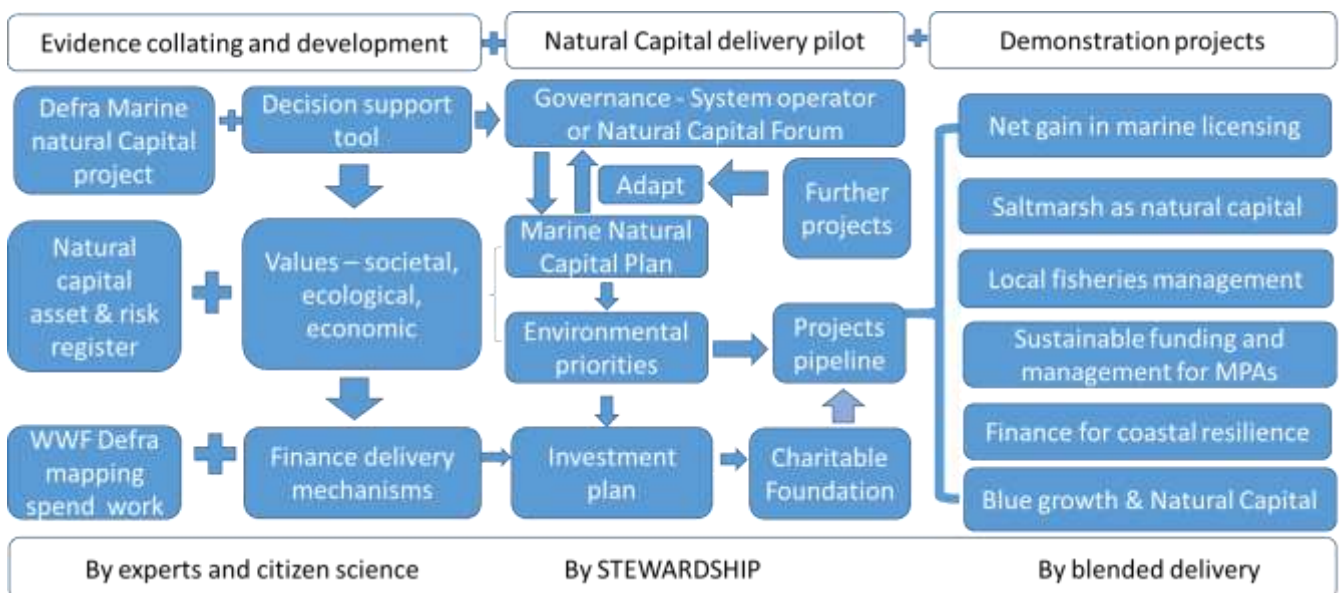 Evidence collating and development
Natural Capital delivery pilot
Demonstration projects
Defra Marine
natural Capital
project
Decision support
tool
Governance - System operator
or Natural Capital Forum
Adapt
Further
projects
Natural
capital
asset & risk
register
Values – societal,
ecological,
economic
Marine Natural
Capital Plan
Environmental
priorities
Projects
pipeline
WWF Defra
mapping
spend work
Finance delivery
mechanisms
Investment
plan
Charitable
Foundation
Net gain in marine licensing
Saltmarsh as natural capital
Local fisheries management
Sustainable funding and
management for MPAs
Finance for coastal resilience
Blue growth & Natural Capital
By experts and citizen science
By STEWARDSHIP
By blended delivery